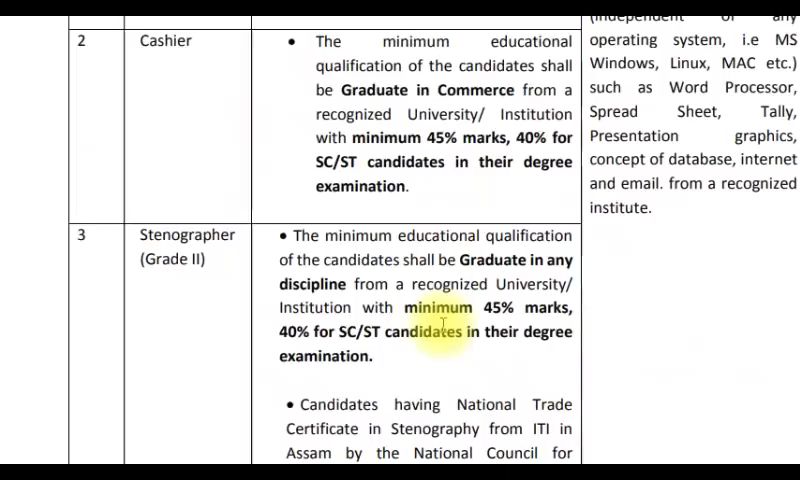 (independent of any
2
Cashier
• The minimum educational
qualification of the candidates shall
be Graduate in Commerce from a
recognized University/ Institution
with minimum 45% marks, 40% for
SC/ST candidates in their degree
examination.
operating system, i.e MS
Windows, Linux, MAC etc.)
such as Word Processor,
Spread Sheet, Tally,
Presentation graphics,
concept of database, internet
and email. from a recognized
institute.
3
Stenographer
(Grade II)
• The minimum educational qualification
of the candidates shall be Graduate in any
discipline from a recognized University/
Institution with minimum 45% marks,
40% for SC/ST candidates in their degree
examination.
• Candidates having National Trade
Certificate in Stenography from ITI in
Assam by the National Council for